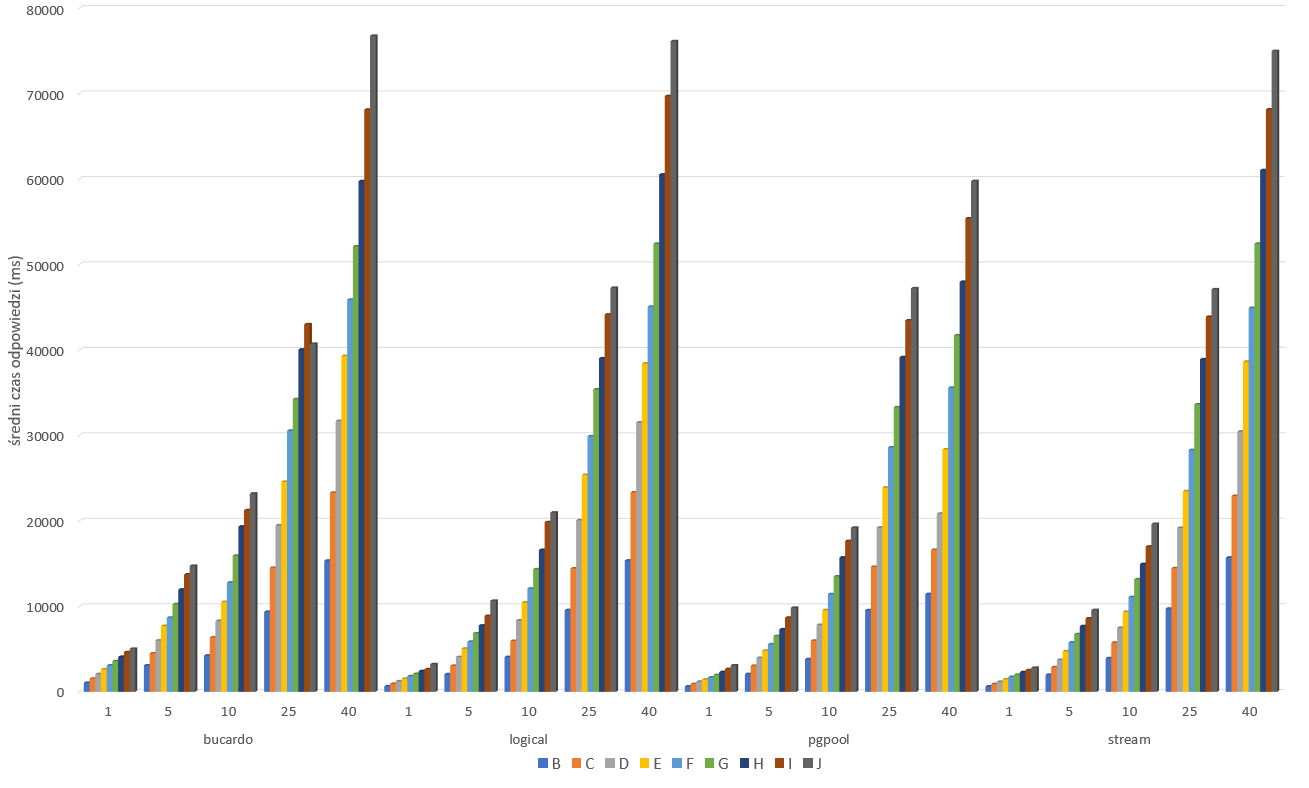 80000
70000
60000
50000
40000
30000
20000
10000
0
średni czas odpowiedzi (ms)
1 5 10 25 40 1 5 10 25 40 1 5 10 25 40 1 5 10 25 40
bucardo logical pgpool stream
B C D E F G H I J